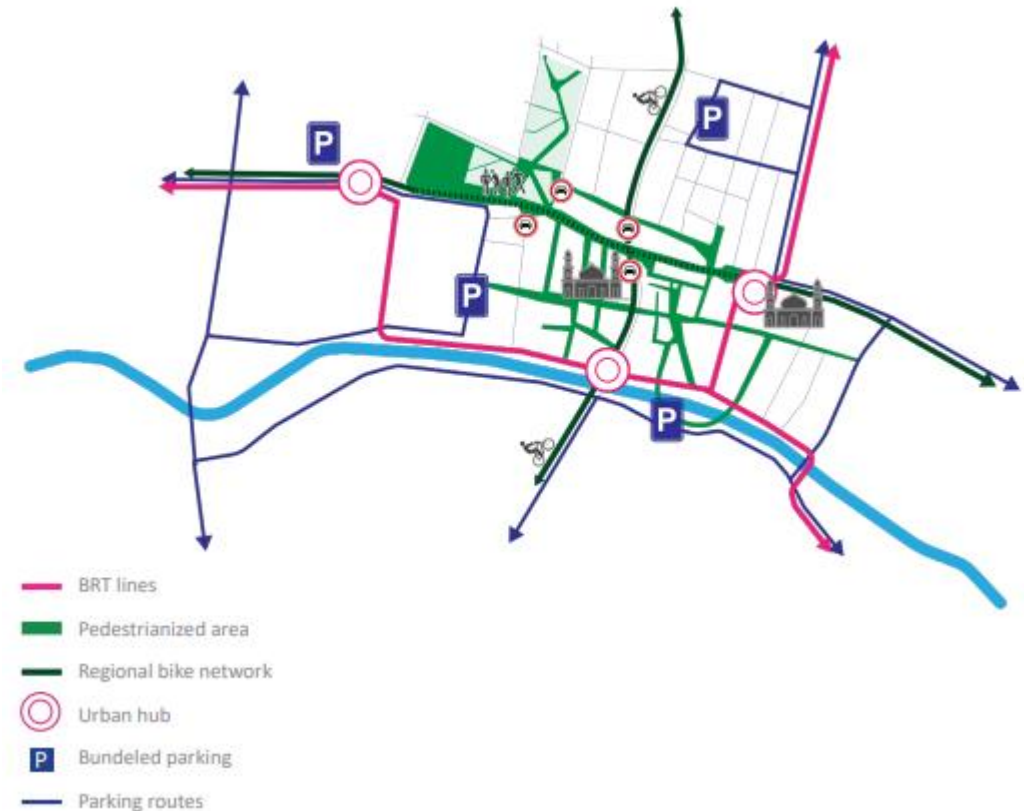 P
P
P
P
BRT lines
Pedestrianized area
Regional bike network
Urban hub
P Bundeled parking
Parking routes